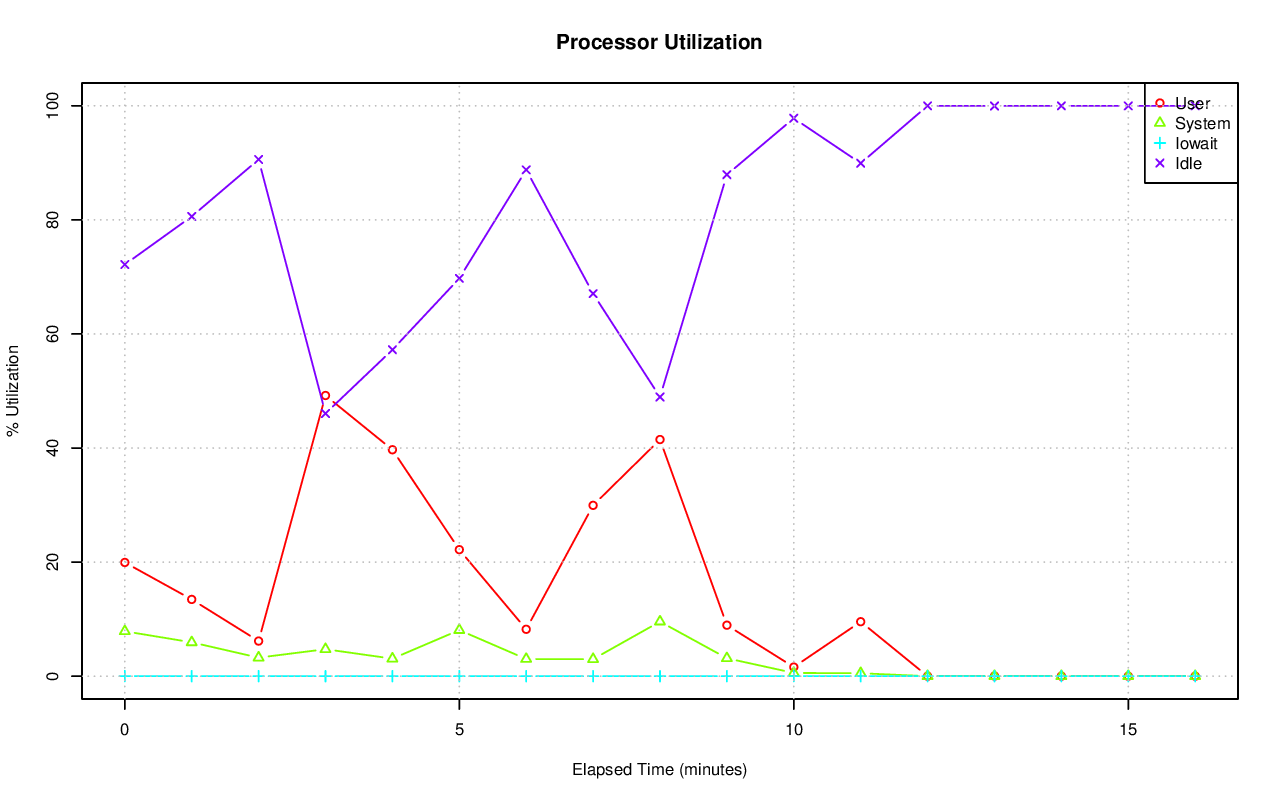 Processor Utilization
100
80
60
40
20
0
% Utilization
User
System
Iowait
Idle
0 5 10 15
Elapsed Time (minutes)